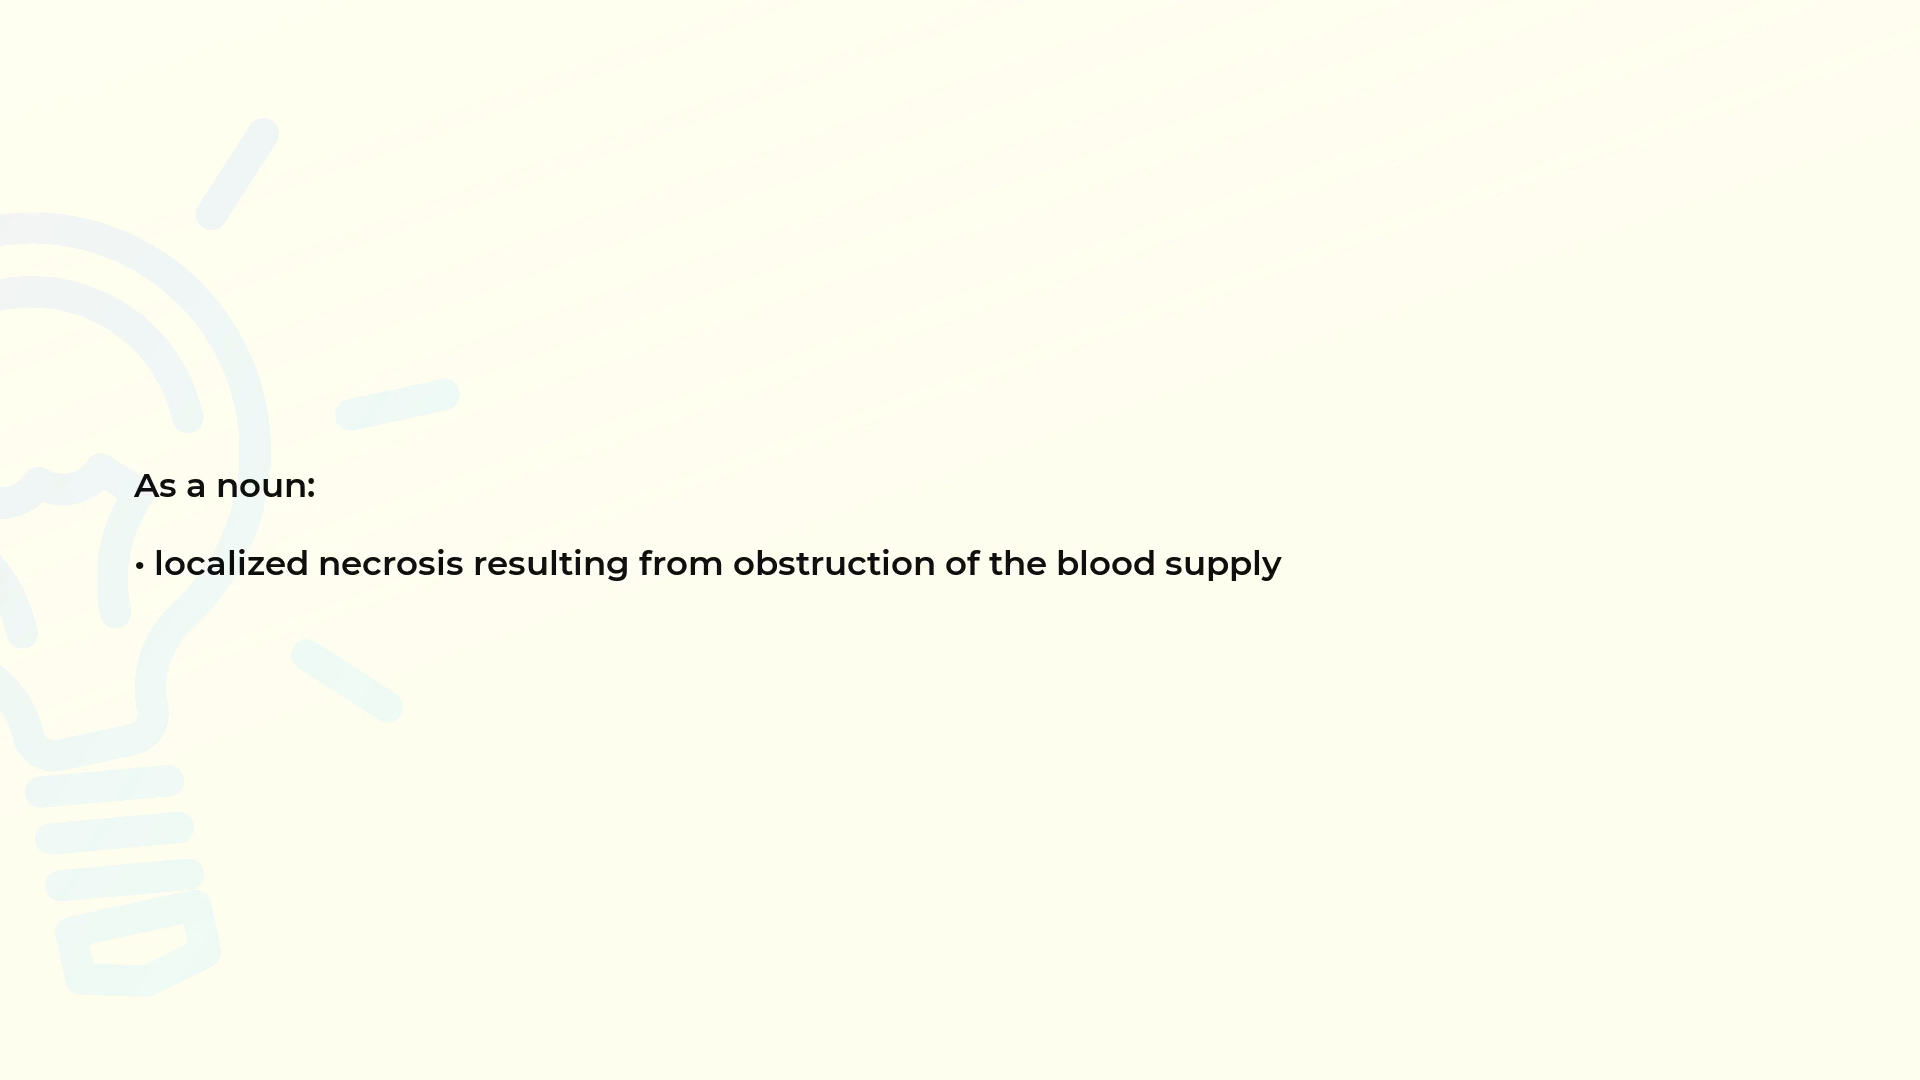 As a noun:
• localized necrosis resulting from obstruction of the blood supply